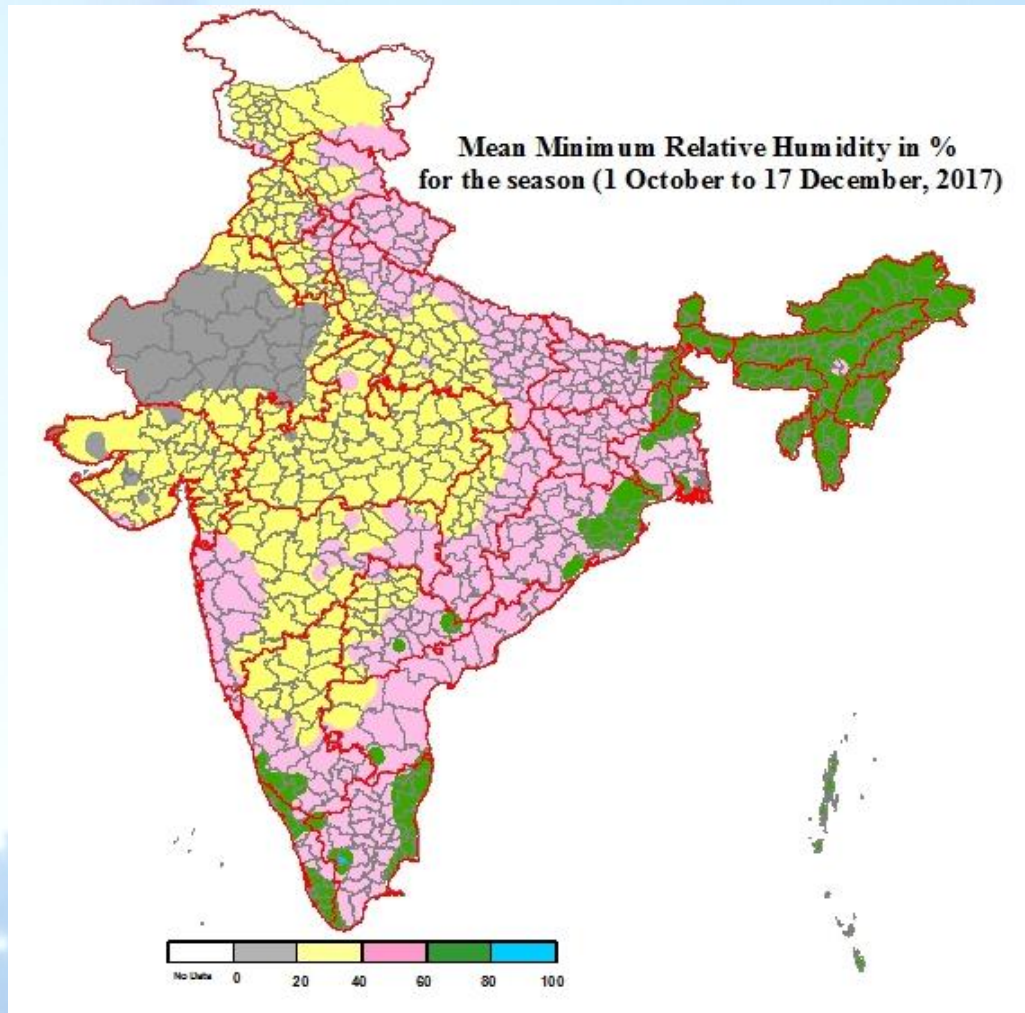 Mean Minimum Relative Humidity in %
for the season (1 October to 17 December, 2017)
No Data 0 20 40 60 80 100